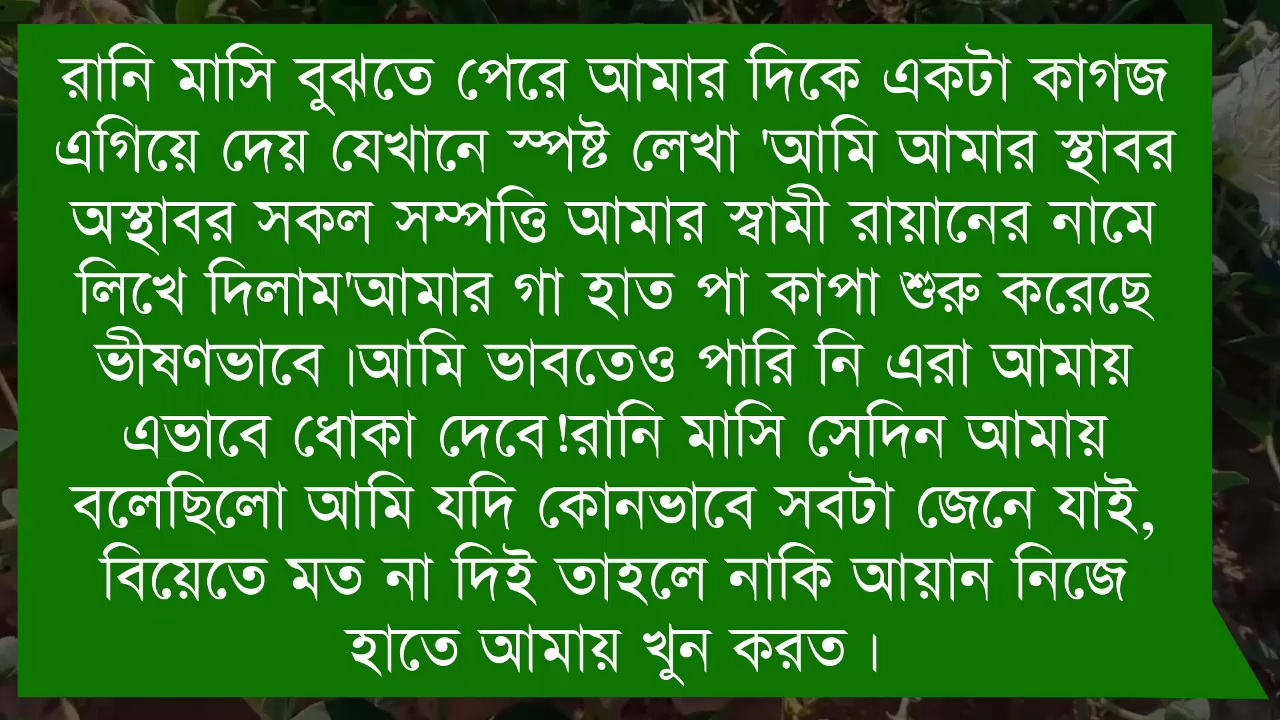 রানি মাসি বুঝতে পেরে আমার দিকে একটা কাগজ
এগিয়ে দেয় যেখানে স্পষ্ট লেখা 'আমি আমার স্থাবর
অস্থাবর সকল সম্পত্তি আমার স্বামী রায়ানের নামে
লিখে দিলাম'আমার গা হাত পা কাপা শুরু করেছে
ভীষণভাবে।আমি ভাবতেও পারি নি এরা আমায়
এভাবে ধোকা দেবে!রানি মাসি সেদিন আমায়
বলেছিলো আমি যদি কোনভাবে সবটা জেনে যাই,
বিয়েতে মত না দিই তাহলে নাকি আয়ান নিজে
হাতে আমায় খুন করত।